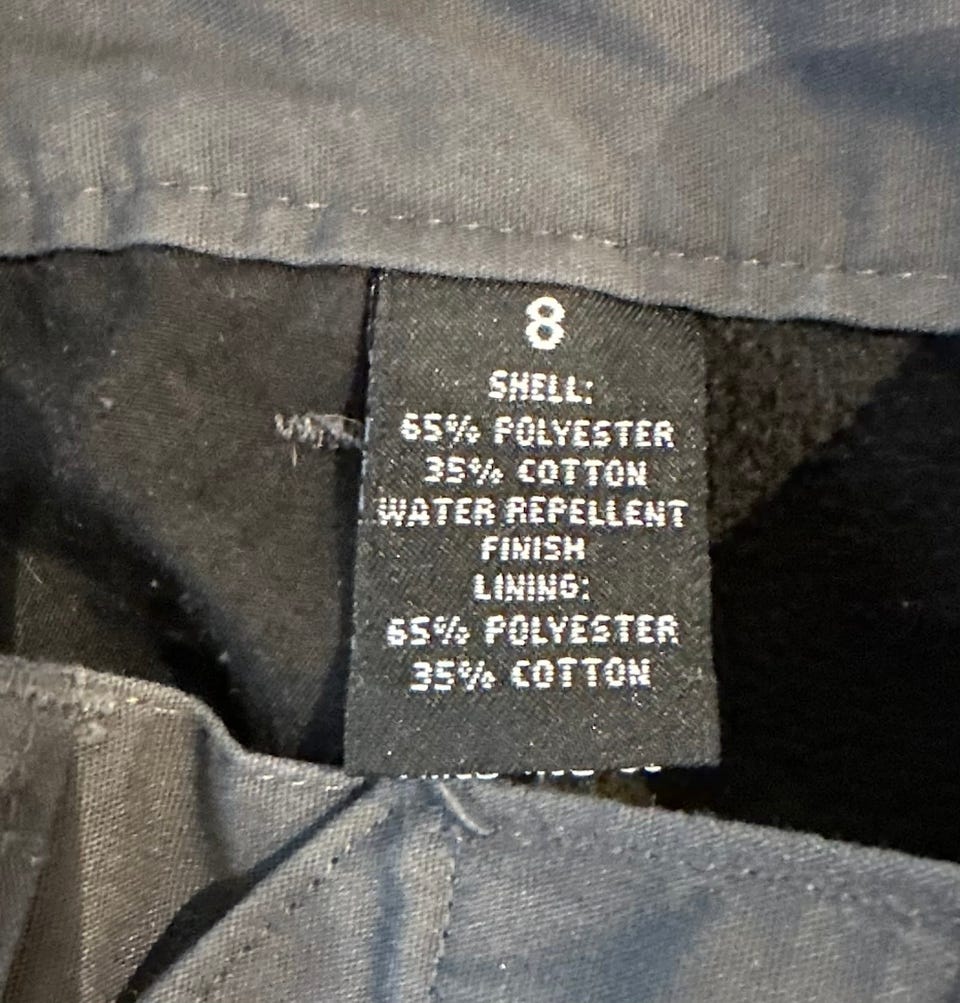 8
SHELL:
65% POLYESTER
35% COTTON
WATER REPELLENT
FINISH
LINING:
65% POLYESTER
35% COTTON